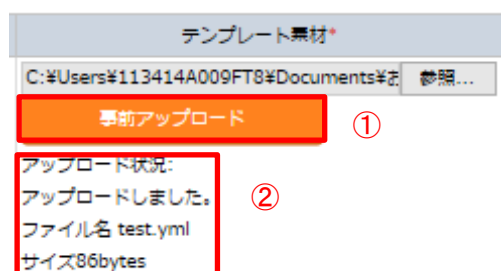 テンプレート素材*
C:¥Users¥113414A009FT8¥Documents¥お 参照...
事前アップロード ①
アップロード状況:
アップロードしました。 ②
ファイル名 test.yml
サイズ86bytes